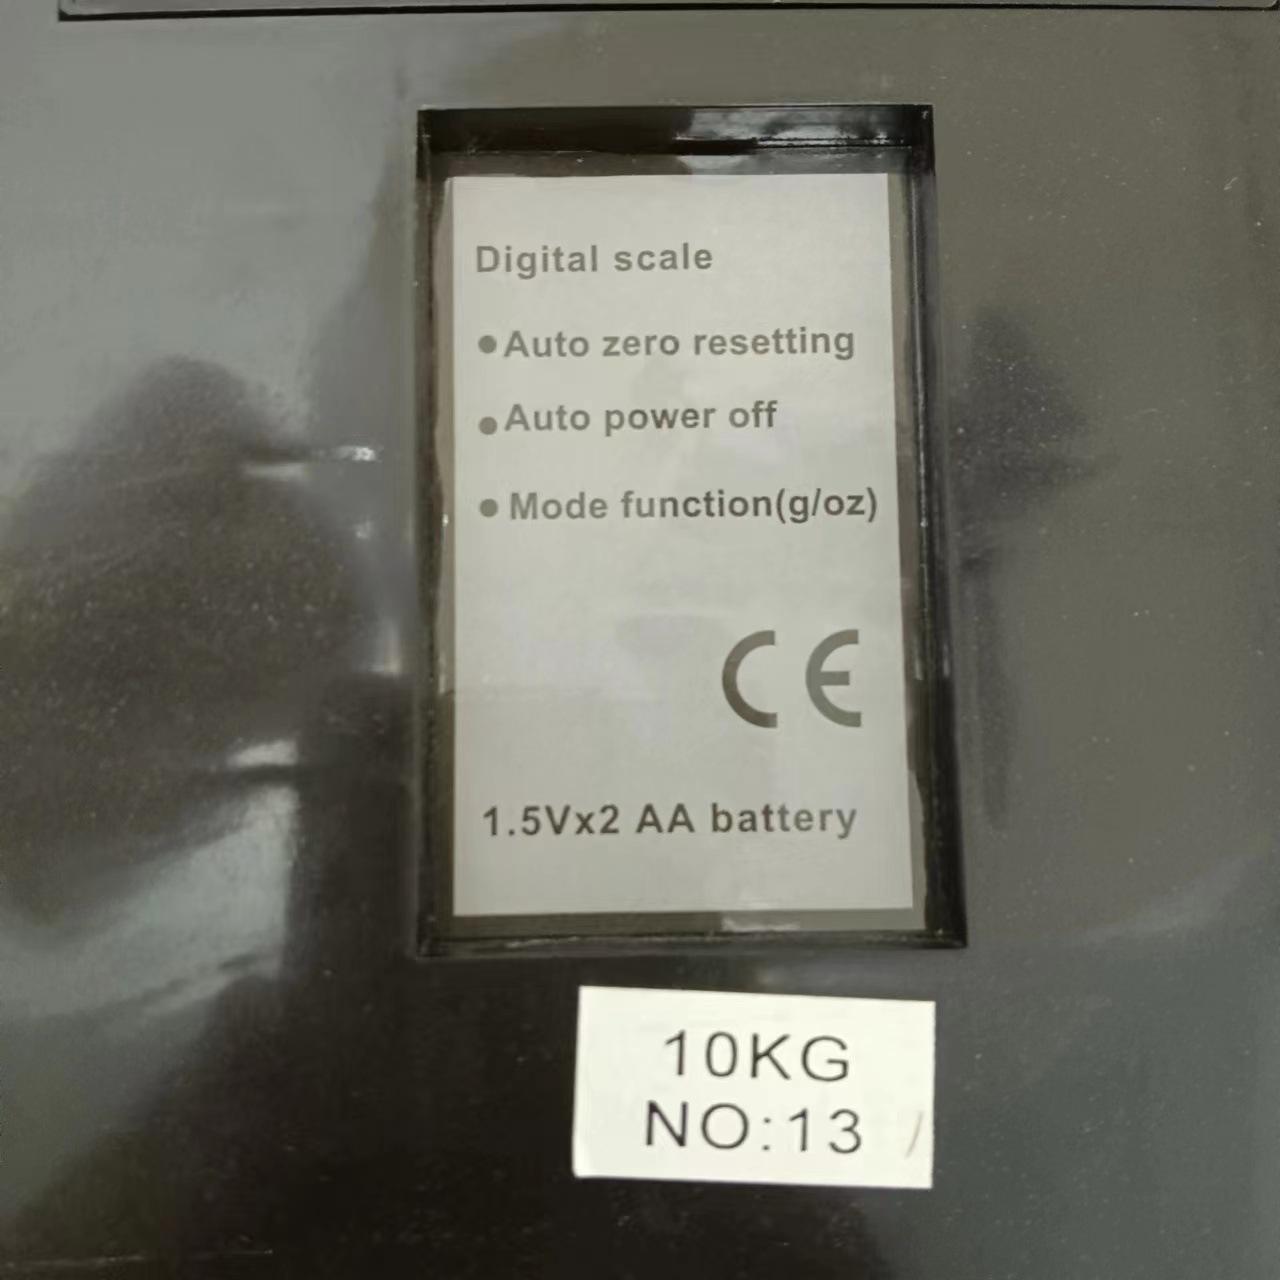 Digital scale
●Auto zero resetting
●Auto power off
● Mode function(g/oz)
CE
1.5Vx2 AA battery
10KG
NO:13